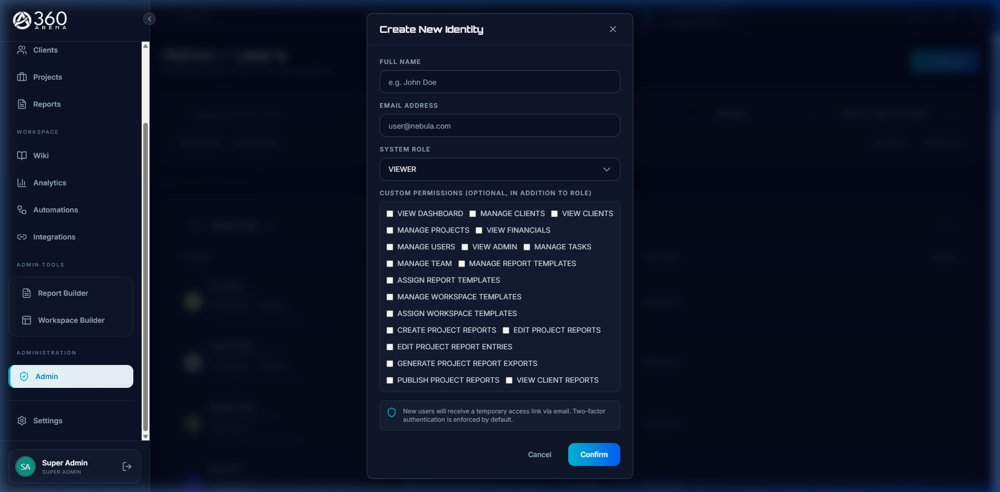 360
ARENA
Clients
Projects
Reports
WORKSPACE
Wiki
Analytics
Automations
Integrations
ADMIN TOOLS
Report Builder
Workspace Builder
ADMINISTRATION
Admin
Settings
SA
Super Admin
SUPER ADMIN
Create New Identity
FULL NAME
e.g. John Doe
EMAIL ADDRESS
user@nebula.com
SYSTEM ROLE
VIEWER
CUSTOM PERMISSIONS (OPTIONAL, IN ADDITION TO ROLE)
VIEW DASHBOARD MANAGE CLIENTS VIEW CLIENTS
MANAGE PROJECTS VIEW FINANCIALS
MANAGE USERS VIEW ADMIN MANAGE TASKS
MANAGE TEAM MANAGE REPORT TEMPLATES
ASSIGN REPORT TEMPLATES
MANAGE WORKSPACE TEMPLATES
ASSIGN WORKSPACE TEMPLATES
CREATE PROJECT REPORTS EDIT PROJECT REPORTS
EDIT PROJECT REPORT ENTRIES
GENERATE PROJECT REPORT EXPORTS
PUBLISH PROJECT REPORTS VIEW CLIENT REPORTS
New users will receive a temporary access link via email. Two-factor
authentication is enforced by default.
Cancel
Confirm